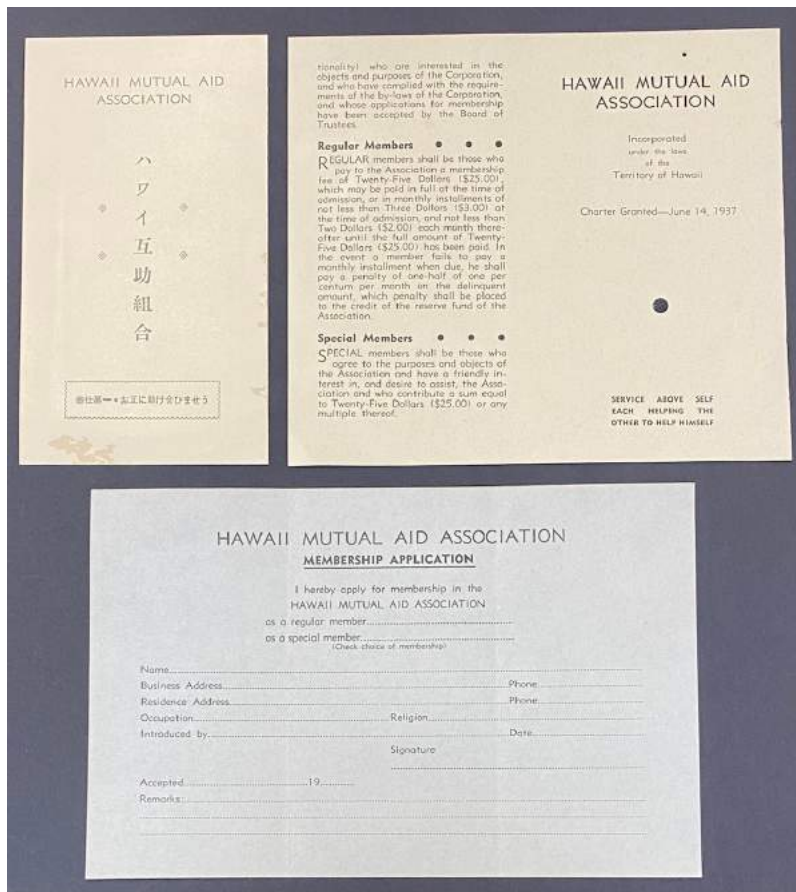 HAWAII MUTUAL AID
ASSOCIATION
ハワイ互助組合
奉仕第一・お互に助け合ひませう
tionality) who are interested in the
objects and purposes of the Corporation,
and who have complied with the require-
ments of the by-laws of the Corporation,
and whose applications for membership
have been accepted by the Board of
Trustees.
Regular Members
REGULAR members shall be those who
pay to the Association a membership
fee of Twenty-Five Dollars ($25.00),
which may be paid in full at the time of
admission, or in monthly installments of
not less than Three Dollars ($3.00) at
the time of admission, and not less than
Two Dollars ($2.00) each month there-
after until the full amount of Twenty-
Five Dollars ($25.00) has been paid. In
the event a member fails to pay a
monthly installment when due, he shall
pay a penalty of one-half of one per
centum per month on the delinquent
amount, which penalty shall be placed
to the credit of the reserve fund of the
Association.
Special Members
SPECIAL members shall be those who
agree to the purposes and objects of
the Association and have a friendly in-
terest in, and desire to assist, the Asso-
ciation and who contribute a sum equal
to Twenty-Five Dollars ($25.00) or any
multiple thereof.
HAWAII MUTUAL AID
ASSOCIATION
Incorporated
under the laws
of the
Territory of Hawaii
Charter Granted—June 14, 1937
SERVICE ABOVE SELF
EACH HELPING THE
OTHER TO HELP HIMSELF
HAWAII MUTUAL AID ASSOCIATION
MEMBERSHIP APPLICATION
I hereby apply for membership in the
HAWAII MUTUAL AID ASSOCIATION
as a regular member
as a special member
(Check choice of membership)
Name
Business Address Phone
Residence Address Phone
Occupation Religion
Introduced by Date
Signature
Accepted 19
Remarks: